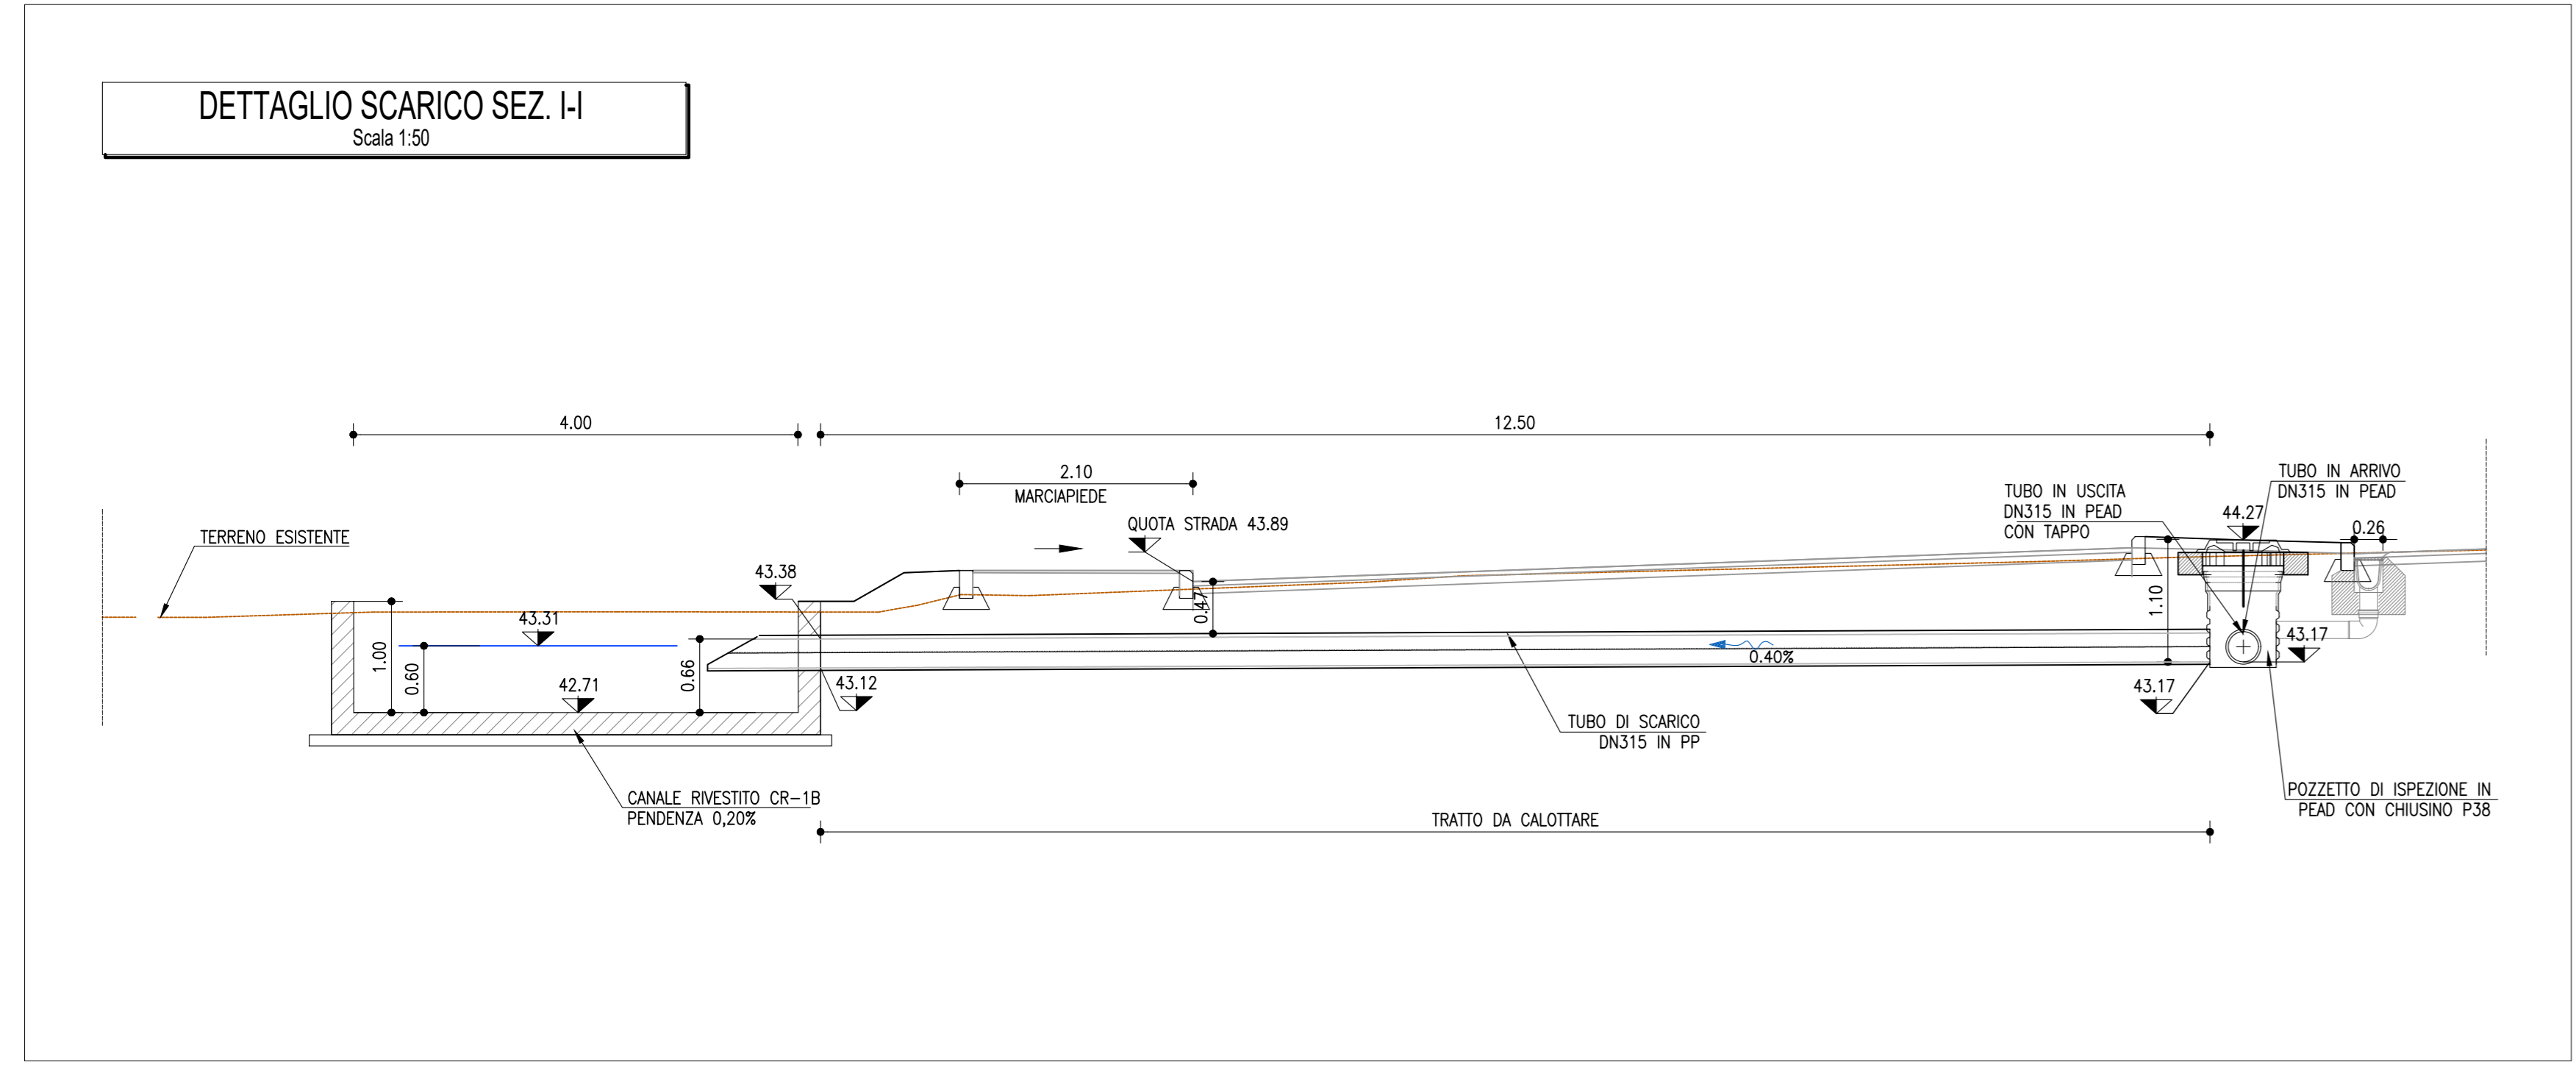 DETTAGLIO SCARICO SEZ. I-I
Scala 1:50
4.00
12.50
2.10
MARCIAPIEDE
QUOTA STRADA 43.89
TUBO IN USCITA
DN315 IN PEAD
CON TAPPO
TUBO IN ARRIVO
DN315 IN PEAD
44.27
0.26
TERRENO ESISTENTE
43.38
43.31
1.00
0.60
0.66
42.71
43.12
0.47
0.40%
1.10
43.17
43.17
TUBO DI SCARICO
DN315 IN PP
CANALE RIVESTITO CR-1B
PENDENZA 0,20%
TRATTO DA CALOTTARE
POZZETTO DI ISPEZIONE IN
PEAD CON CHIUSINO P38